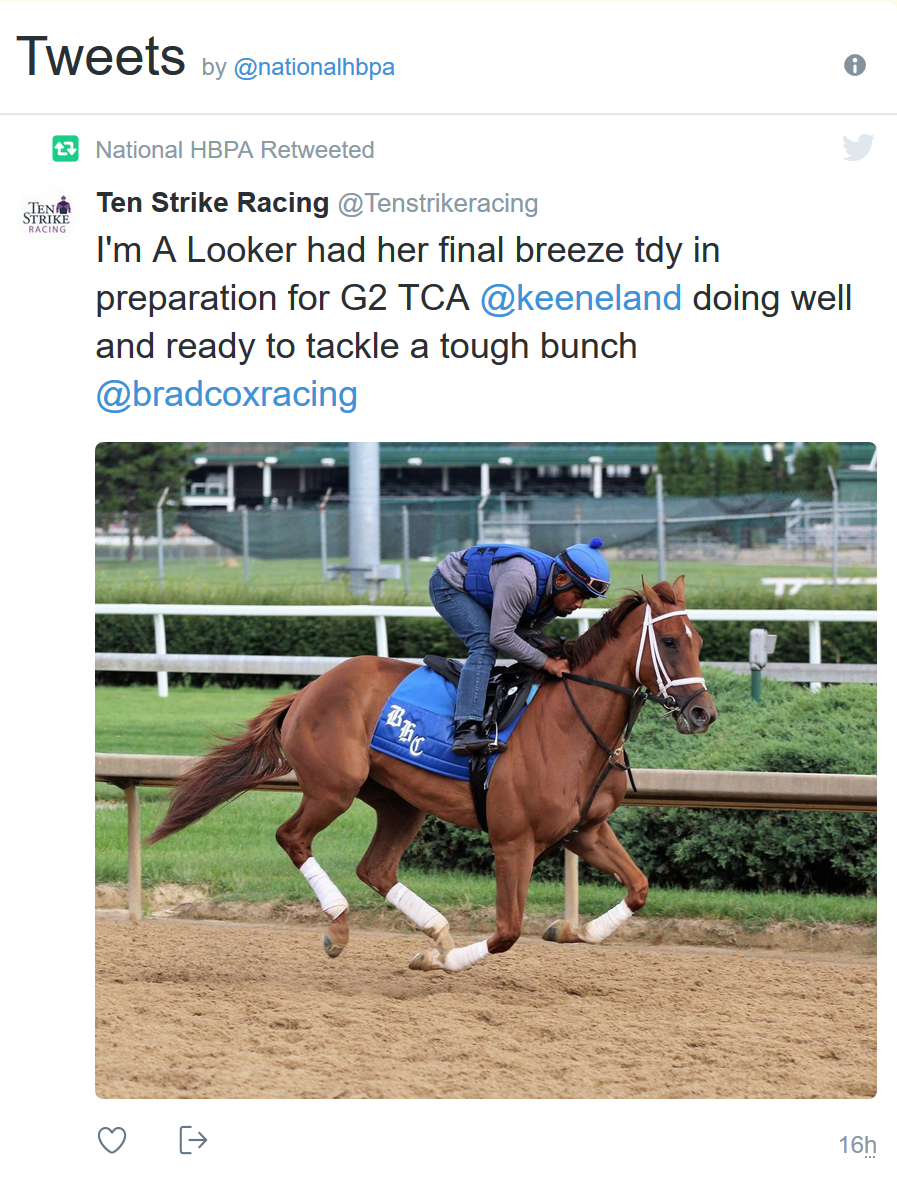 Tweets by @nationalhbpa
National HBPA Retweeted
TEN
STRIKE
RACING
Ten Strike Racing @Tenstrikeracing
I'm A Looker had her final breeze tdy in
preparation for G2 TCA @keeneland doing well
and ready to tackle a tough bunch
@bradcoxracing
BHC
16h